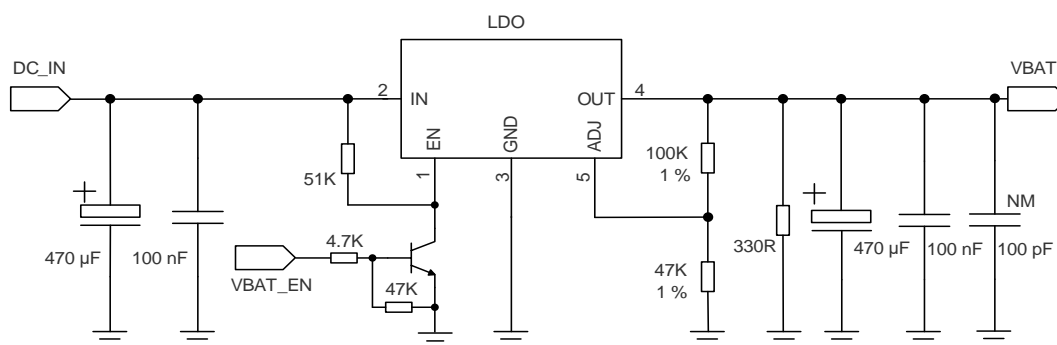 LDO
DC_IN
VBAT
2
IN
OUT
4
EN
GND
ADJ
1
3
5
51K
100K
1 %
+
470 µF
100 nF
4.7K
VBAT_EN
47K
47K
1 %
330R
+
470 µF
100 nF
NM
100 pF